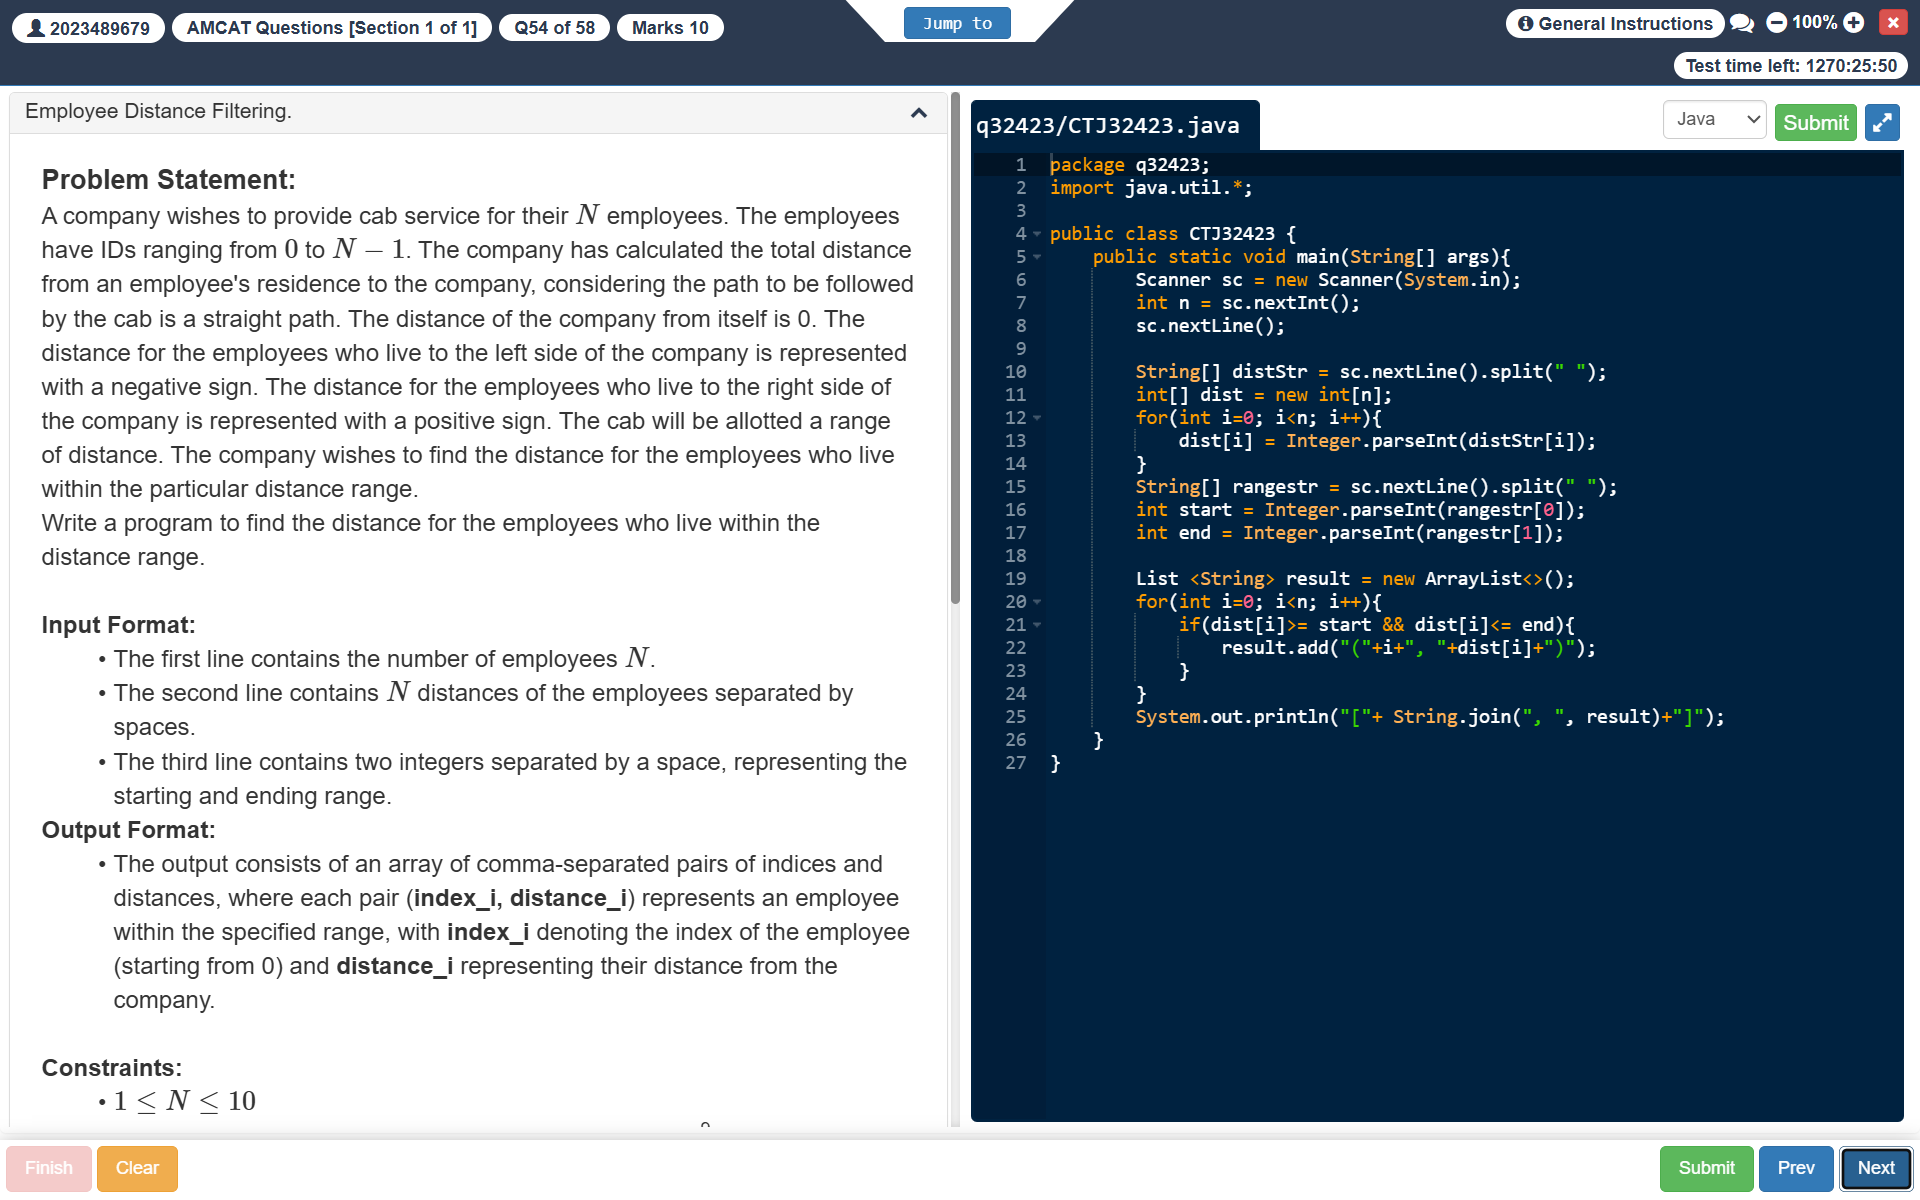 2023489679
AMCAT Questions [Section 1 of 1]
Q54 of 58
Marks 10
Jump to
General Instructions
100%
Test time left: 1270:25:50
Employee Distance Filtering.
Problem Statement:
A company wishes to provide cab service for their N employees. The employees
have IDs ranging from 0 to N − 1. The company has calculated the total distance
from an employee's residence to the company, considering the path to be followed
by the cab is a straight path. The distance of the company from itself is 0. The
distance for the employees who live to the left side of the company is represented
with a negative sign. The distance for the employees who live to the right side of
the company is represented with a positive sign. The cab will be allotted a range
of distance. The company wishes to find the distance for the employees who live
within the particular distance range.
Write a program to find the distance for the employees who live within the
distance range.
Input Format:
• The first line contains the number of employees N.
• The second line contains N distances of the employees separated by
spaces.
• The third line contains two integers separated by a space, representing the
starting and ending range.
Output Format:
• The output consists of an array of comma-separated pairs of indices and
distances, where each pair (index_i, distance_i) represents an employee
within the specified range, with index_i denoting the index of the employee
(starting from 0) and distance_i representing their distance from the
company.
Constraints:
• 1 ≤ N ≤ 10
q32423/CTJ32423.java
Java
Submit
1 package q32423;
2 import java.util.*;
3
4 public class CTJ32423 {
5     public static void main(String[] args){
6         Scanner sc = new Scanner(System.in);
7         int n = sc.nextInt();
8         sc.nextLine();
9
10         String[] distStr = sc.nextLine().split(" ");
11         int[] dist = new int[n];
12         for(int i=0; i<n; i++){
13             dist[i] = Integer.parseInt(distStr[i]);
14         }
15         String[] rangestr = sc.nextLine().split(" ");
16         int start = Integer.parseInt(rangestr[0]);
17         int end = Integer.parseInt(rangestr[1]);
18
19         List <String> result = new ArrayList<>();
20         for(int i=0; i<n; i++){
21             if(dist[i]>= start && dist[i]<= end){
22                 result.add("("+i+", "+dist[i]+")");
23             }
24         }
25         System.out.println("["+ String.join(", ", result)+"]");
26     }
27 }
Finish
Clear
Submit
Prev
Next